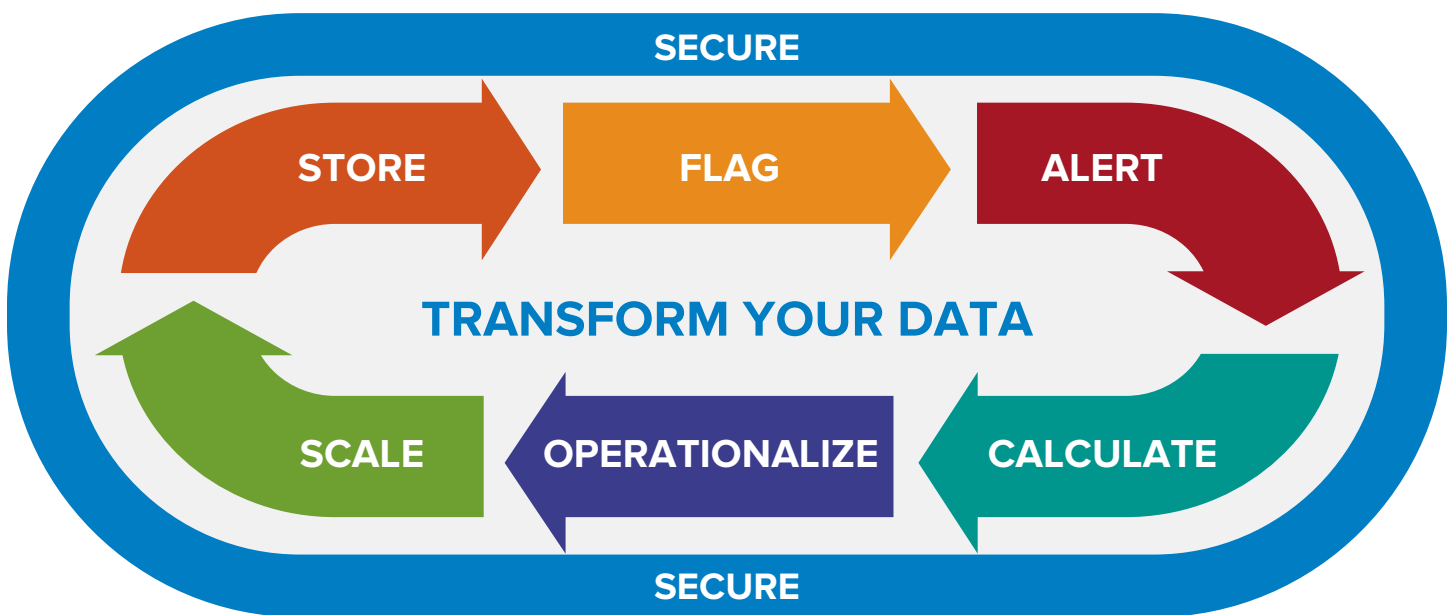 SECURE
STORE
FLAG
ALERT
TRANSFORM YOUR DATA
SCALE
OPERATIONALIZE
CALCULATE
SECURE